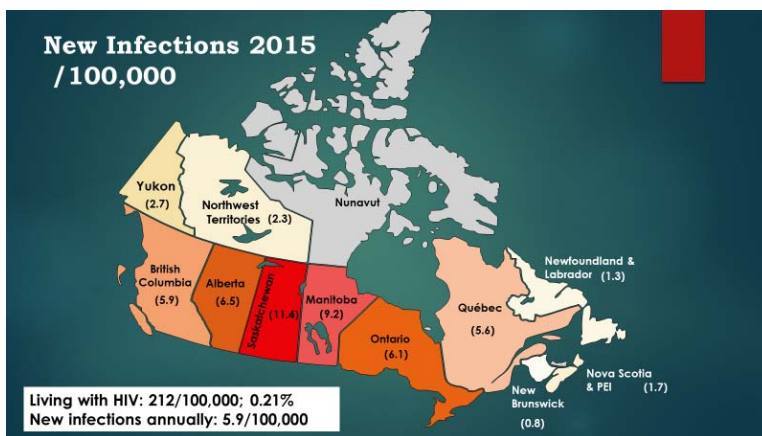 New Infections 2015
/100,000
Yukon
(2.7)
Northwest
Territories (2.3)
Nunavut
British
Columbia
(5.9)
Alberta
(6.5)
Saskatchewan
(11.4)
Manitoba
(9.2)
Ontario
(6.1)
Québec
(5.6)
Newfoundland &
Labrador (1.3)
Nova Scotia
& PEI (1.7)
New
Brunswick
(0.8)
Living with HIV: 212/100,000; 0.21%
New infections annually: 5.9/100,000